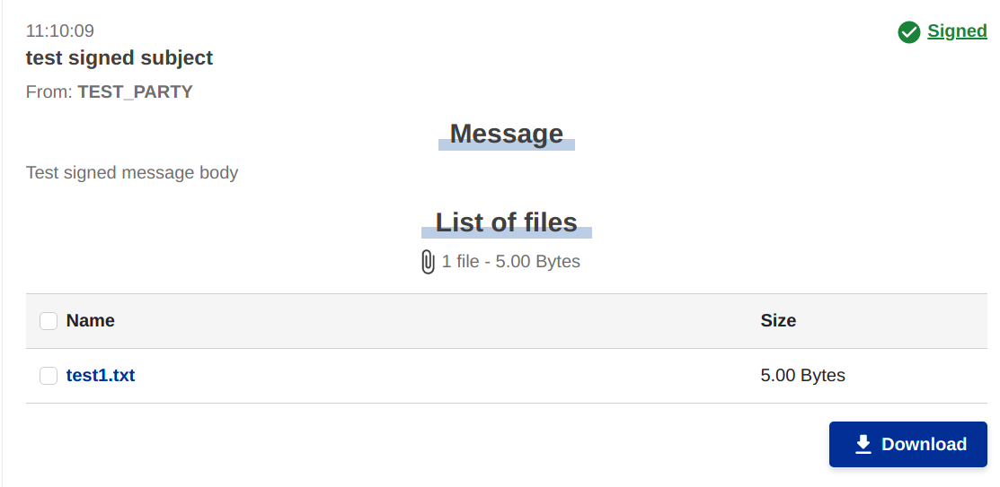 11:10:09
Signed
test signed subject
From: TEST_PARTY
Message
Test signed message body
List of files
1 file - 5.00 Bytes
Name Size
test1.txt 5.00 Bytes
Download